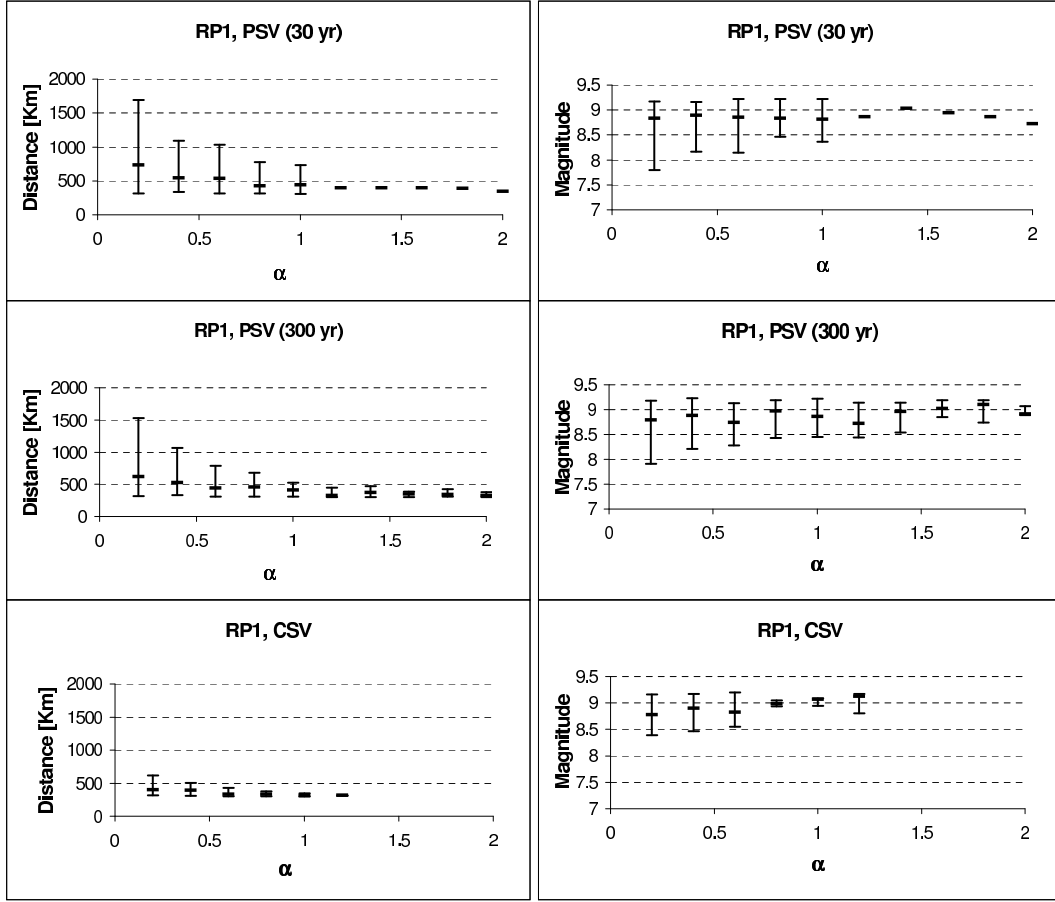 RP1, PSV (30 yr)
Distance [Km]
2000
1500
1000
500
0
0 0.5 1 1.5 2
α
RP1, PSV (30 yr)
Magnitude
9.5
9
8.5
8
7.5
7
0 0.5 1 1.5 2
α
RP1, PSV (300 yr)
Distance [Km]
2000
1500
1000
500
0
0 0.5 1 1.5 2
α
RP1, PSV (300 yr)
Magnitude
9.5
9
8.5
8
7.5
7
0 0.5 1 1.5 2
α
RP1, CSV
Distance [Km]
2000
1500
1000
500
0
0 0.5 1 1.5 2
α
RP1, CSV
Magnitude
9.5
9
8.5
8
7.5
7
0 0.5 1 1.5 2
α